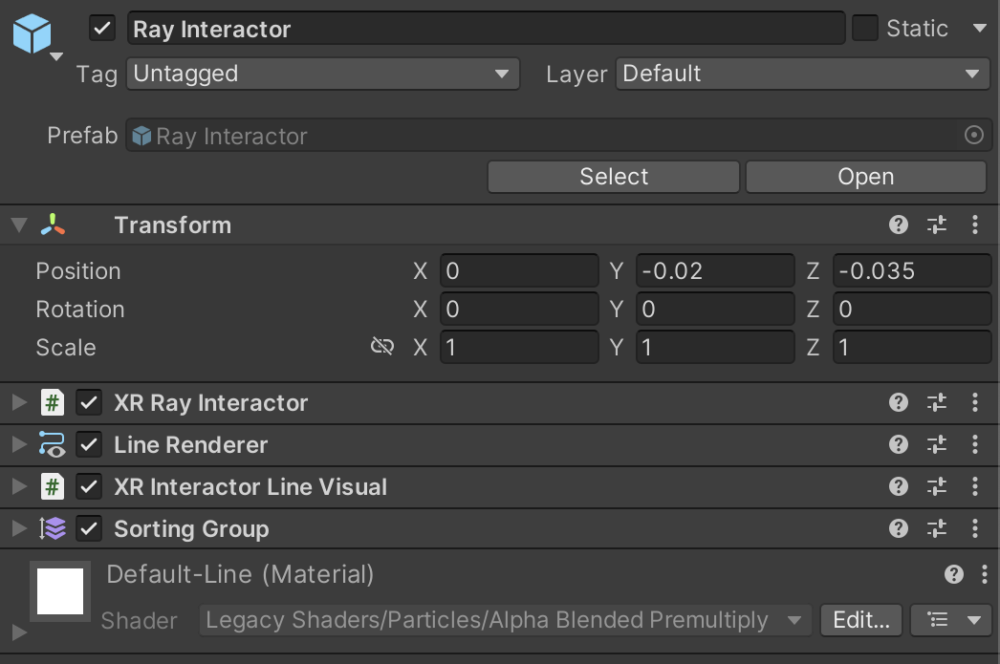 Ray Interactor Static
Tag Untagged Layer Default
Prefab Ray Interactor
Select Open
Transform
Position X 0 Y -0.02 Z -0.035
Rotation X 0 Y 0 Z 0
Scale X 1 Y 1 Z 1
# XR Ray Interactor
Line Renderer
# XR Interactor Line Visual
Sorting Group
Default-Line (Material)
Shader Legacy Shaders/Particles/Alpha Blended Premultiply Edit...